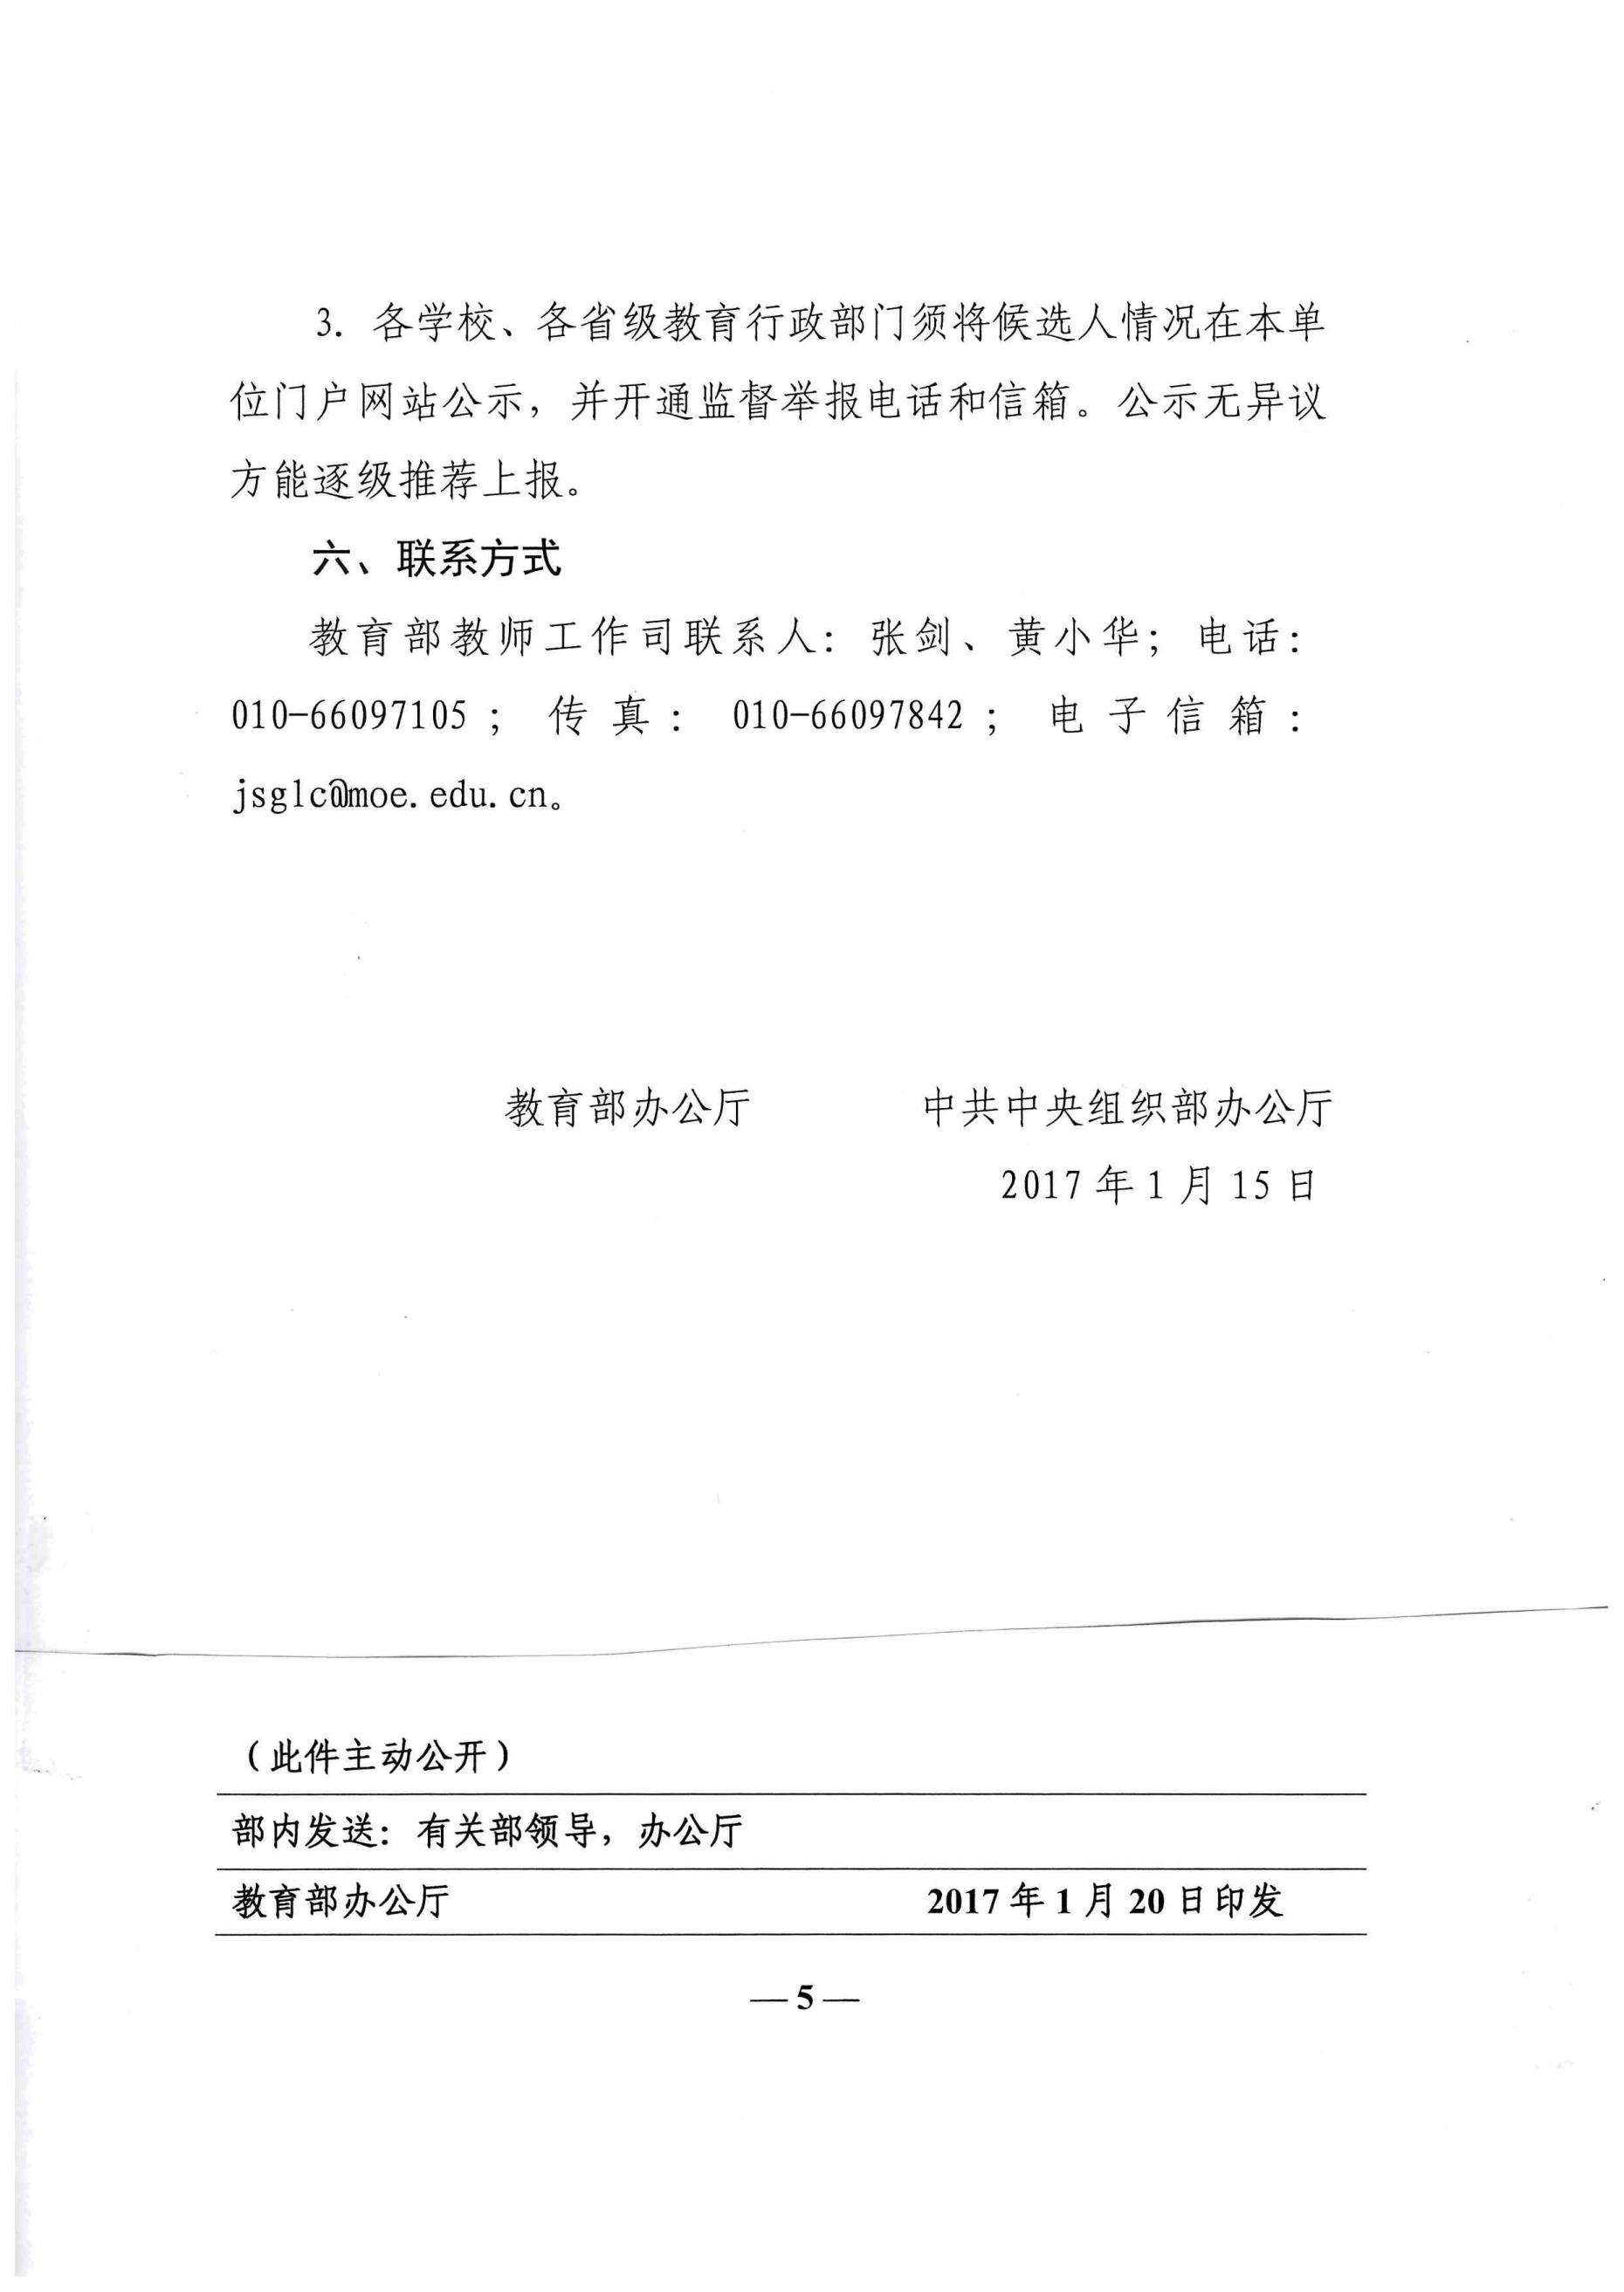 3. 各学校、各省级教育行政部门须将候选人情况在本单
位门户网站公示，并开通监督举报电话和信箱。公示无异议
方能逐级推荐上报。
六、联系方式
教育部教师工作司联系人：张剑、黄小华；电话：
010-66097105；传真：010-66097842；电子信箱：
jsglc@moe.edu.cn。
教育部办公厅 中共中央组织部办公厅
2017年1月15日
（此件主动公开）
部内发送：有关部领导，办公厅
教育部办公厅 2017年1月20日印发
—5—